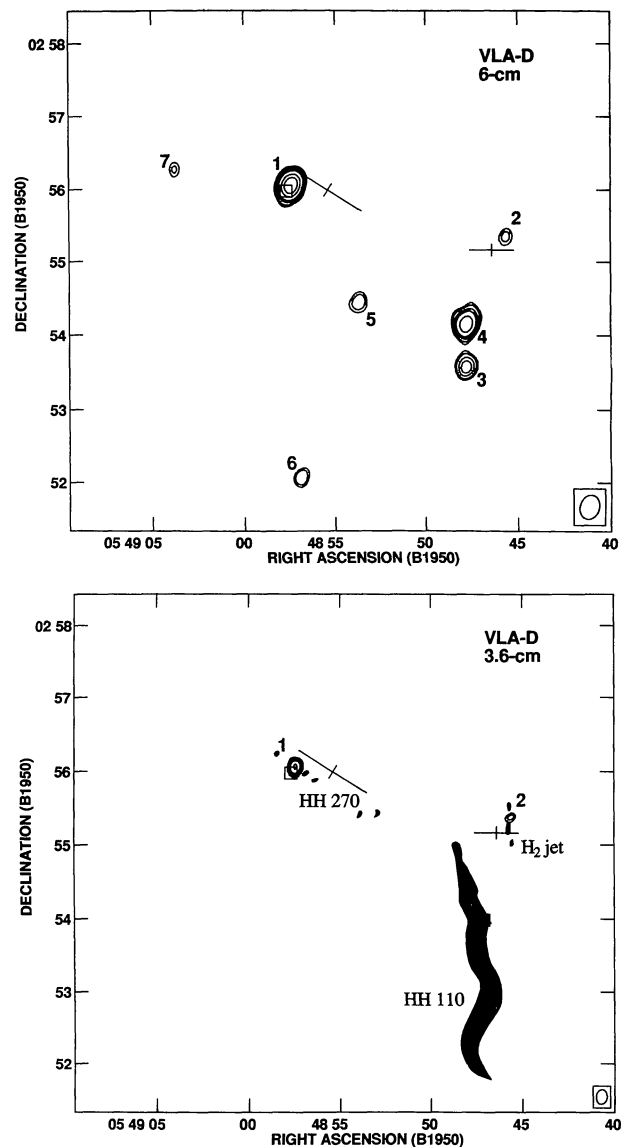 02 58
VLA-D
6-cm
57
7
1
56
2
55
5
4
54
3
53
6
52
05 49 05
00
48 55
50
45
40
RIGHT ASCENSION (B1950)
DECLINATION (B1950)
02 58
VLA-D
3.6-cm
57
1
56
HH 270
2
55
H₂ jet
54
53
HH 110
52
05 49 05
00
48 55
50
45
40
RIGHT ASCENSION (B1950)
DECLINATION (B1950)